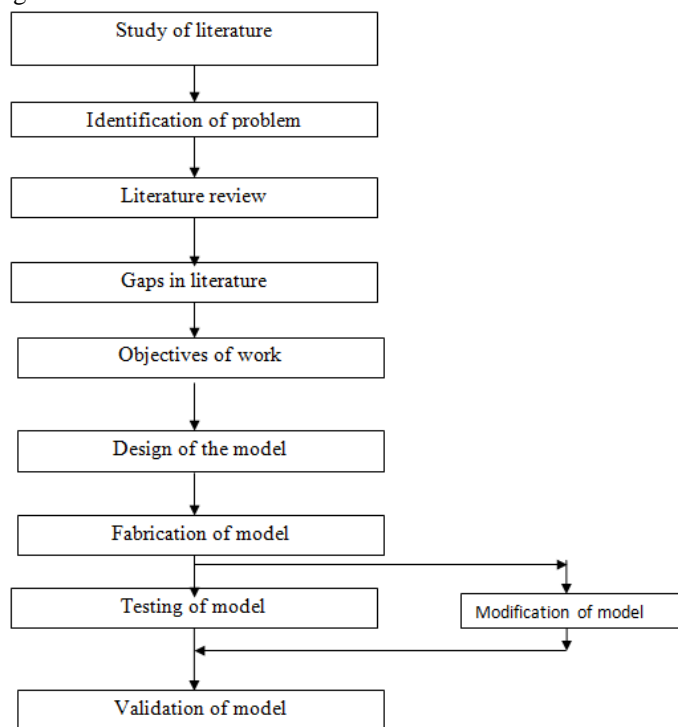 Study of literature
Identification of problem
Literature review
Gaps in literature
Objectives of work
Design of the model
Fabrication of model
Testing of model
Modification of model
Validation of model